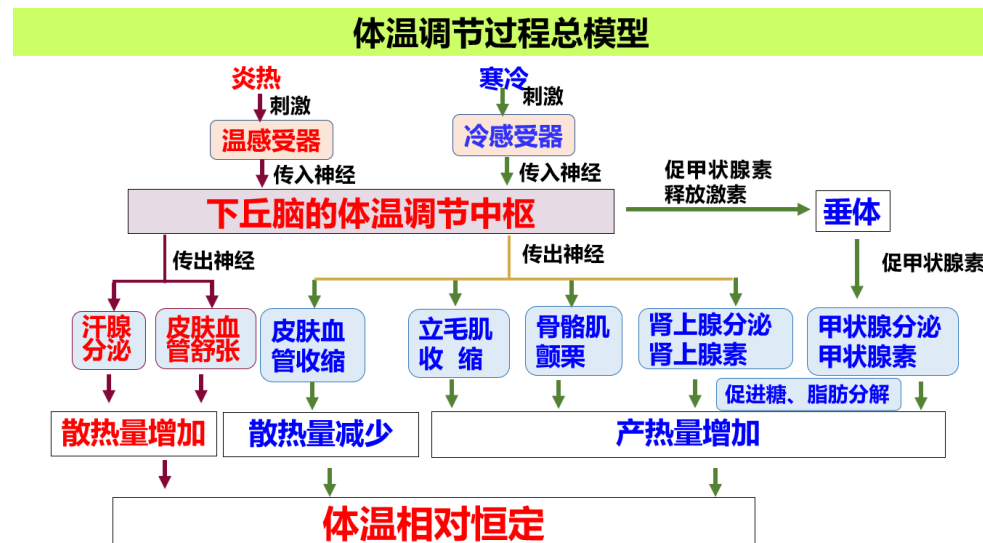 体温调节过程总模型
炎热
寒冷
刺激
刺激
温感受器
冷感受器
传入神经
传入神经
促甲状腺素
释放激素
下丘脑的体温调节中枢
垂体
传出神经
传出神经
促甲状腺素
汗腺
分泌
皮肤血
管舒张
皮肤血
管收缩
立毛肌
收 缩
骨骼肌
颤栗
肾上腺分泌
肾上腺素
甲状腺分泌
甲状腺素
促进糖、脂肪分解
散热量增加
散热量减少
产热量增加
体温相对恒定